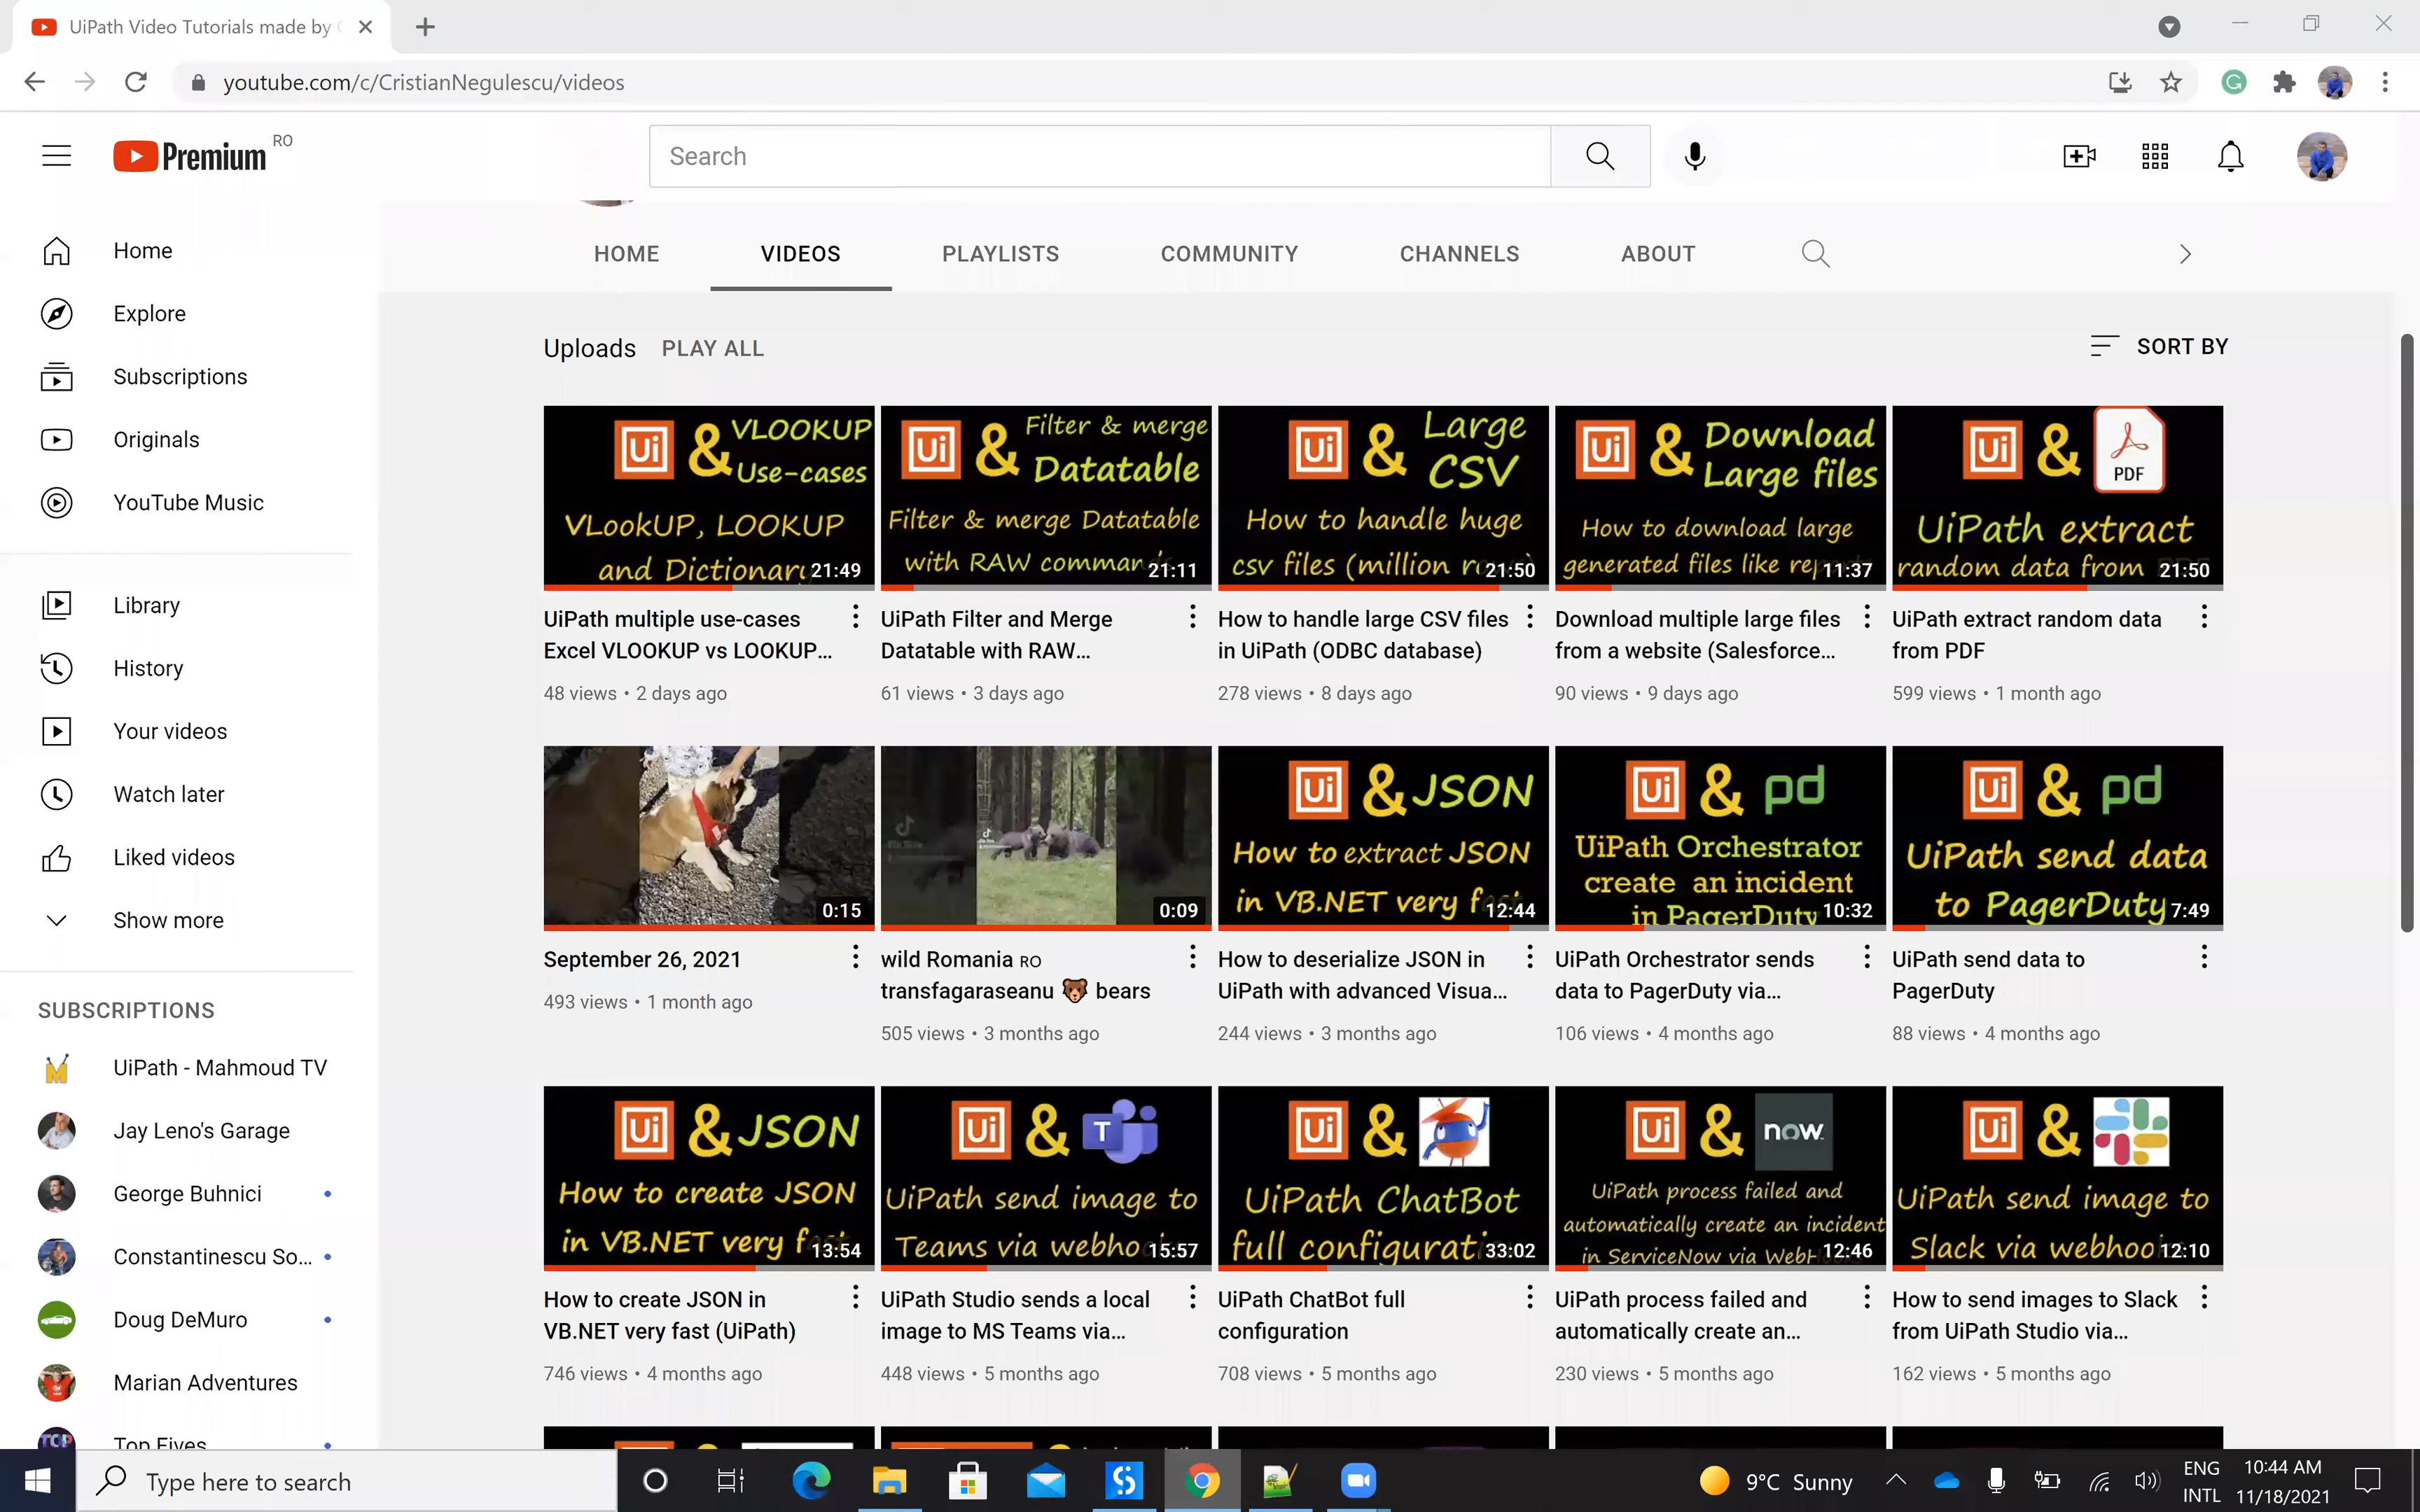 UiPath Video Tutorials made by
youtube.com/c/CristianNegulescu/videos
Premium RO
Search
HOME VIDEOS PLAYLISTS COMMUNITY CHANNELS ABOUT
Home
Explore
Subscriptions
Originals
YouTube Music
Library
History
Your videos
Watch later
Liked videos
Show more
SUBSCRIPTIONS
UiPath - Mahmoud TV
Jay Leno's Garage
George Buhnici
Constantinescu So...
Doug DeMuro
Marian Adventures
Top Fives
Uploads PLAY ALL SORT BY
Ui & VLOOKUP
Use-cases
VLookUP, LOOKUP
and Dictionary 21:49
UiPath multiple use-cases
Excel VLOOKUP vs LOOKUP...
48 views • 2 days ago
Ui & Filter & merge
Datatable
Filter & merge Datatable
with RAW 21:11
UiPath Filter and Merge
Datatable with RAW...
61 views • 3 days ago
Ui & Large
CSV
How to handle huge
csv files (million 21:50
How to handle large CSV files
in UiPath (ODBC database)
278 views • 8 days ago
Ui & Download
Large files
How to download large
generated files like 11:37
Download multiple large files
from a website (Salesforce...
90 views • 9 days ago
Ui & PDF
UiPath extract
random data from 21:50
UiPath extract random data
from PDF
599 views • 1 month ago
0:15
September 26, 2021
493 views • 1 month ago
0:09
wild Romania RO
transfagaraseanu 🐻 bears
505 views • 3 months ago
Ui & JSON
How to extract JSON
in VB.NET very 12:44
How to deserialize JSON in
UiPath with advanced Visua...
244 views • 3 months ago
Ui & pd
UiPath Orchestrator
create an incident
in PagerDuty 10:32
UiPath Orchestrator sends
data to PagerDuty via...
106 views • 4 months ago
Ui & pd
UiPath send data
to PagerDuty 7:49
UiPath send data to
PagerDuty
88 views • 4 months ago
Ui & JSON
How to create JSON
in VB.NET very 13:54
How to create JSON in
VB.NET very fast (UiPath)
746 views • 4 months ago
Ui & T
UiPath send image to
Teams via 15:57
UiPath Studio sends a local
image to MS Teams via...
448 views • 5 months ago
Ui &
UiPath ChatBot
full 33:02
UiPath ChatBot full
configuration
708 views • 5 months ago
Ui & now
UiPath process failed and
automatically create an incident
in ServiceNow via 12:46
UiPath process failed and
automatically create an...
230 views • 5 months ago
Ui &
UiPath send image to
Slack via 12:10
How to send images to Slack
from UiPath Studio via...
162 views • 5 months ago
Type here to search
9°C Sunny
ENG
INTL
10:44 AM
11/18/2021